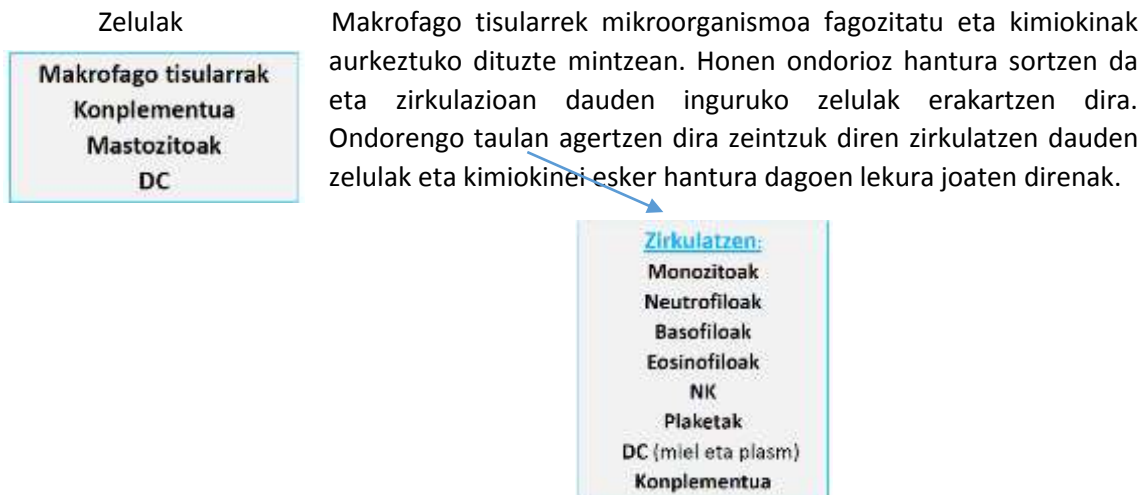 Zelulak
Makrofago tisularrak
Konplementua
Mastozitoak
DC
Makrofago tisularrek mikroorganismoa fagozitatu eta kimiokinak
aurkeztuko dituzte mintzean. Honen ondorioz hantura sortzen da
eta zirkulazioan dauden inguruko zelulak erakartzen dira.
Ondorengo taulan agertzen dira zeintzuk diren zirkulatzen dauden
zelulak eta kimiokinei esker hantura dagoen lekura joaten direnak.
Zirkulatzen:
Monozitoak
Neutrofiloak
Basofiloak
Eosinofiloak
NK
Plaketak
DC (miel eta plasm)
Konplementua